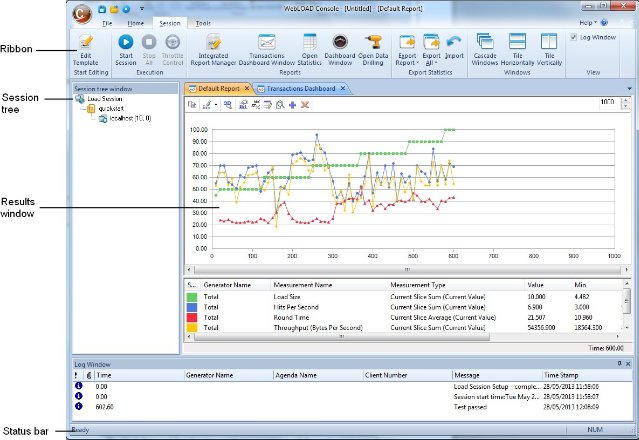 WebLOAD Console - [Untitled] - [Default Report]
File Home Session Tools Help
Ribbon
Edit Template
Start Session
Stop All
Throttle Control
Integrated Report Manager
Transactions Dashboard Window
Open Statistics
Dashboard Window
Open Data Drilling
Export Report
Export All
Import
Cascade Windows
Tile Horizontally
Tile Vertically
Log Window
Start Editing Execution Reports Export Statistics Windows View
Session tree
Session tree window
Load Session
quickstart
localhost [10, 0]
Default Report Transactions Dashboard
1000
Results window
100.00
90.00
80.00
70.00
60.00
50.00
40.00
30.00
20.00
10.00
0.00
0 100 200 300 400 500 600 700 800 900 1000
S... Generator Name Measurement Name Measurement Type Value Min
Total Load Size Current Slice Sum (Current Value) 10.000 4.482
Total Hits Per Second Current Slice Sum (Current Value) 6.900 3.000
Total Round Time Current Slice Average (Current Value) 21.507 10.960
Total Throughput (Bytes Per Second) Current Slice Sum (Current Value) 54356.900 18564.500
Time: 600.00
Log Window
! Time Generator Name Agenda Name Client Number Message Time Stamp
0.00 Load Session Setup - comple... 28/05/2013 11:58:06
0.00 Session start time:Tue May 2... 28/05/2013 11:58:07
602.60 Test passed 28/05/2013 12:08:09
Status bar
Ready NUM